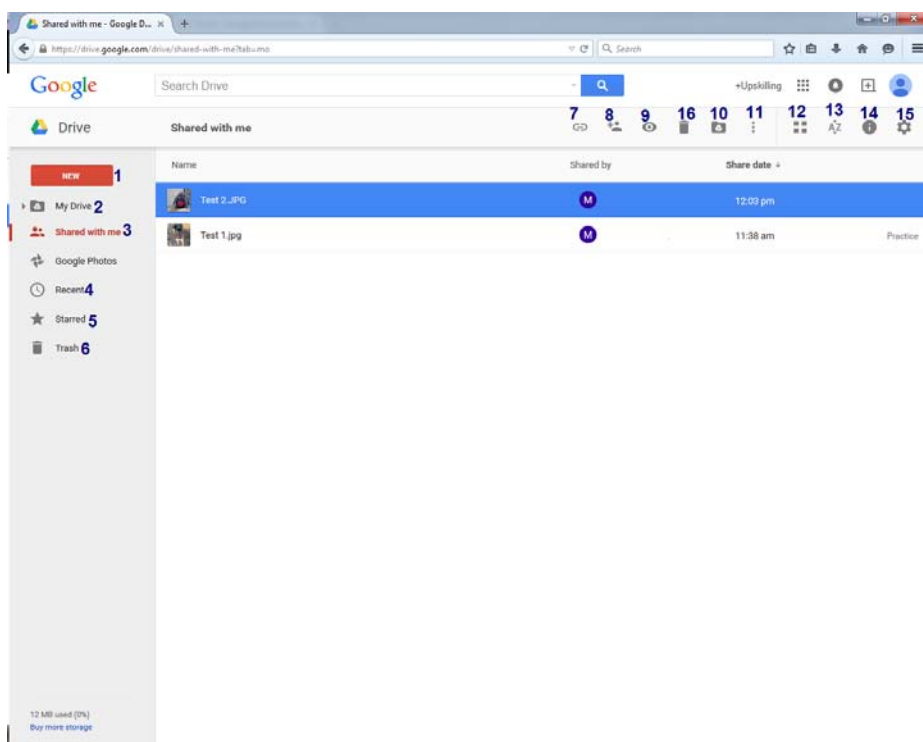 Shared with me - Google D... × +
https://drive.google.com/drive/shared-with-me?tab=mo Search
Google Search Drive +Upskilling
Drive Shared with me
7 8 9 16 10 11 12 13 14 15
AZ
Name Shared by Share date
NEW 1
My Drive 2
Shared with me 3
Google Photos
Recent 4
Starred 5
Trash 6
Test 2.JPG M 12:03 pm
Test 1.jpg M 11:38 am Practice
12 MB used (0%)
Buy more storage